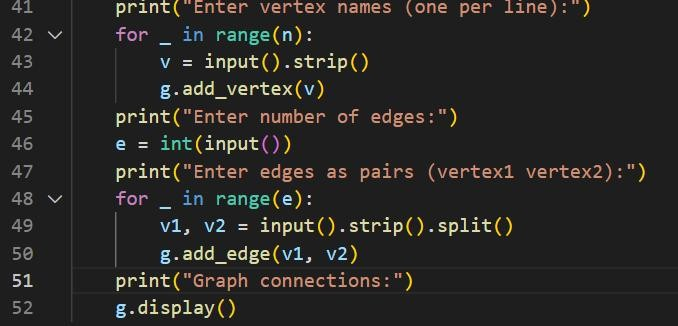 41 print("Enter vertex names (one per line):")
42 for _ in range(n):
43 v = input().strip()
44 g.add_vertex(v)
45 print("Enter number of edges:")
46 e = int(input())
47 print("Enter edges as pairs (vertex1 vertex2):")
48 for _ in range(e):
49 v1, v2 = input().strip().split()
50 g.add_edge(v1, v2)
51 print("Graph connections:")
52 g.display()